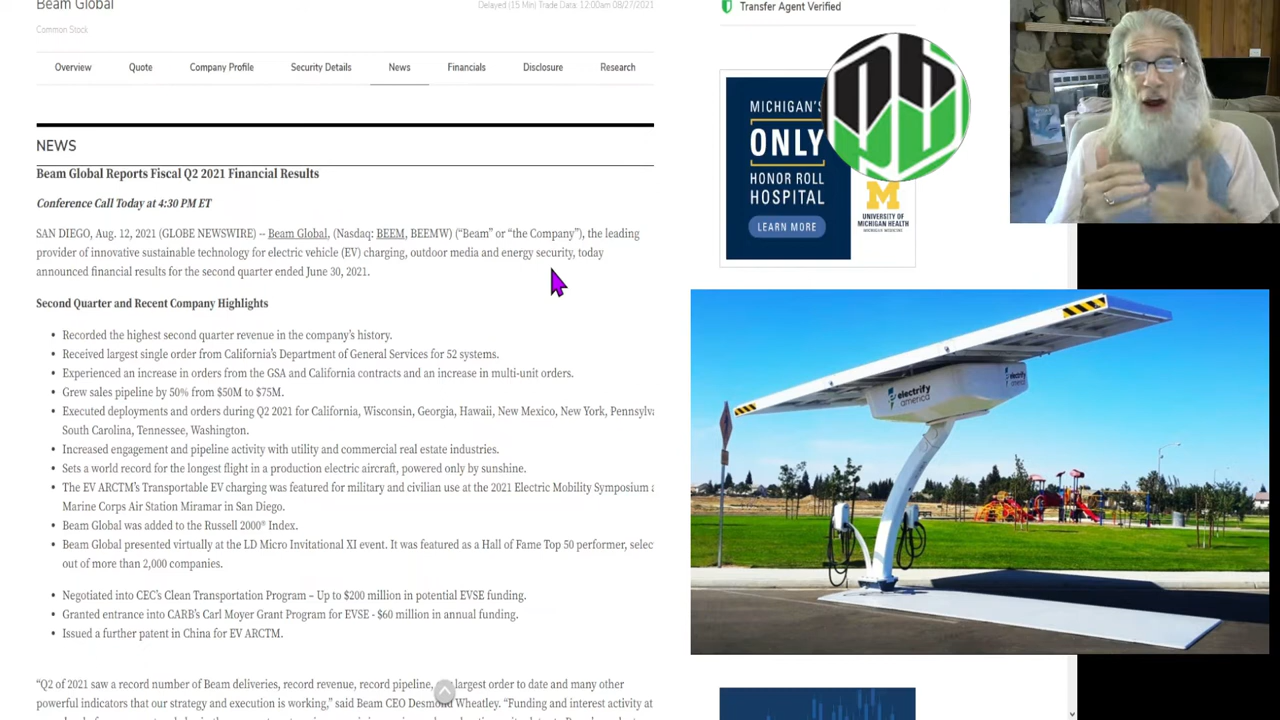 Beam Global
Delayed (15 Min) Trade Data: 12:00am 08/27/2021
Common Stock
Overview Quote Company Profile Security Details News Financials Disclosure Research
NEWS
Beam Global Reports Fiscal Q2 2021 Financial Results
Conference Call Today at 4:30 PM ET
SAN DIEGO, Aug. 12, 2021 (GLOBE NEWSWIRE) -- Beam Global, (Nasdaq: BEEM, BEEMW) (“Beam” or “the Company”), the leading
provider of innovative sustainable technology for electric vehicle (EV) charging, outdoor media and energy security, today
announced financial results for the second quarter ended June 30, 2021.
Second Quarter and Recent Company Highlights
• Recorded the highest second quarter revenue in the company’s history.
• Received largest single order from California’s Department of General Services for 52 systems.
• Experienced an increase in orders from the GSA and California contracts and an increase in multi-unit orders.
• Grew sales pipeline by 50% from $50M to $75M.
• Executed deployments and orders during Q2 2021 for California, Wisconsin, Georgia, Hawaii, New Mexico, New York, Pennsylva
South Carolina, Tennessee, Washington.
• Increased engagement and pipeline activity with utility and commercial real estate industries.
• Sets a world record for the longest flight in a production electric aircraft, powered only by sunshine.
• The EV ARCTM’s Transportable EV charging was featured for military and civilian use at the 2021 Electric Mobility Symposium a
Marine Corps Air Station Miramar in San Diego.
• Beam Global was added to the Russell 2000® Index.
• Beam Global presented virtually at the LD Micro Invitational XI event. It was featured as a Hall of Fame Top 50 performer, selec
out of more than 2,000 companies.
• Negotiated into CEC’s Clean Transportation Program – Up to $200 million in potential EVSE funding.
• Granted entrance into CARB’s Carl Moyer Grant Program for EVSE - $60 million in annual funding.
• Issued a further patent in China for EV ARCTM.
“Q2 of 2021 saw a record number of Beam deliveries, record revenue, record pipeline, largest order to date and many other
powerful indicators that our strategy and execution is working,” said Beam CEO Desmond Wheatley. “Funding and interest activity at
Transfer Agent Verified
MICHIGAN’S
ONLY
HONOR ROLL
HOSPITAL
LEARN MORE
M
UNIVERSITY OF
MICHIGAN HEALTH
MICHIGAN MEDICINE
electrify
america
electrify
america